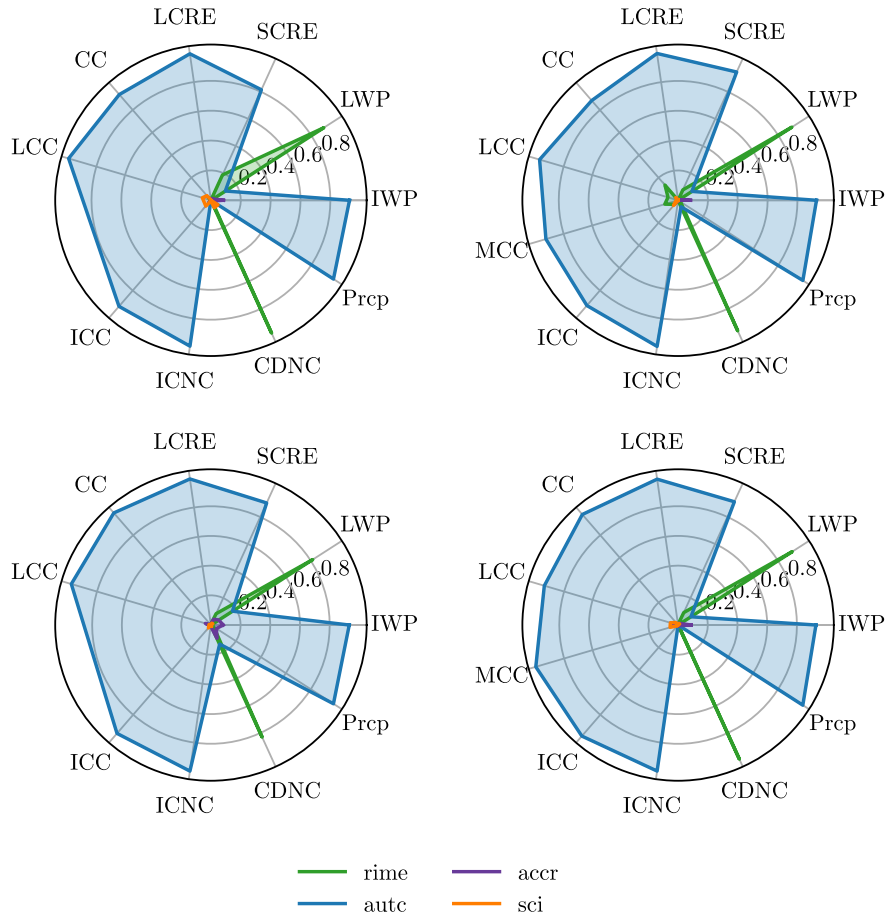 LCRE
SCRE
CC
LWP
LCC
IWP
0.2
0.4
0.6
0.8
Prcp
ICC
CDNC
ICNC
LCRE
SCRE
CC
LWP
LCC
IWP
0.2
0.4
0.6
0.8
MCC
Prcp
ICC
CDNC
ICNC
LCRE
SCRE
CC
LWP
LCC
IWP
0.2
0.4
0.6
0.8
Prcp
ICC
CDNC
ICNC
LCRE
SCRE
CC
LWP
LCC
IWP
0.2
0.4
0.6
0.8
MCC
Prcp
ICC
CDNC
ICNC
rime
accr
autc
sci